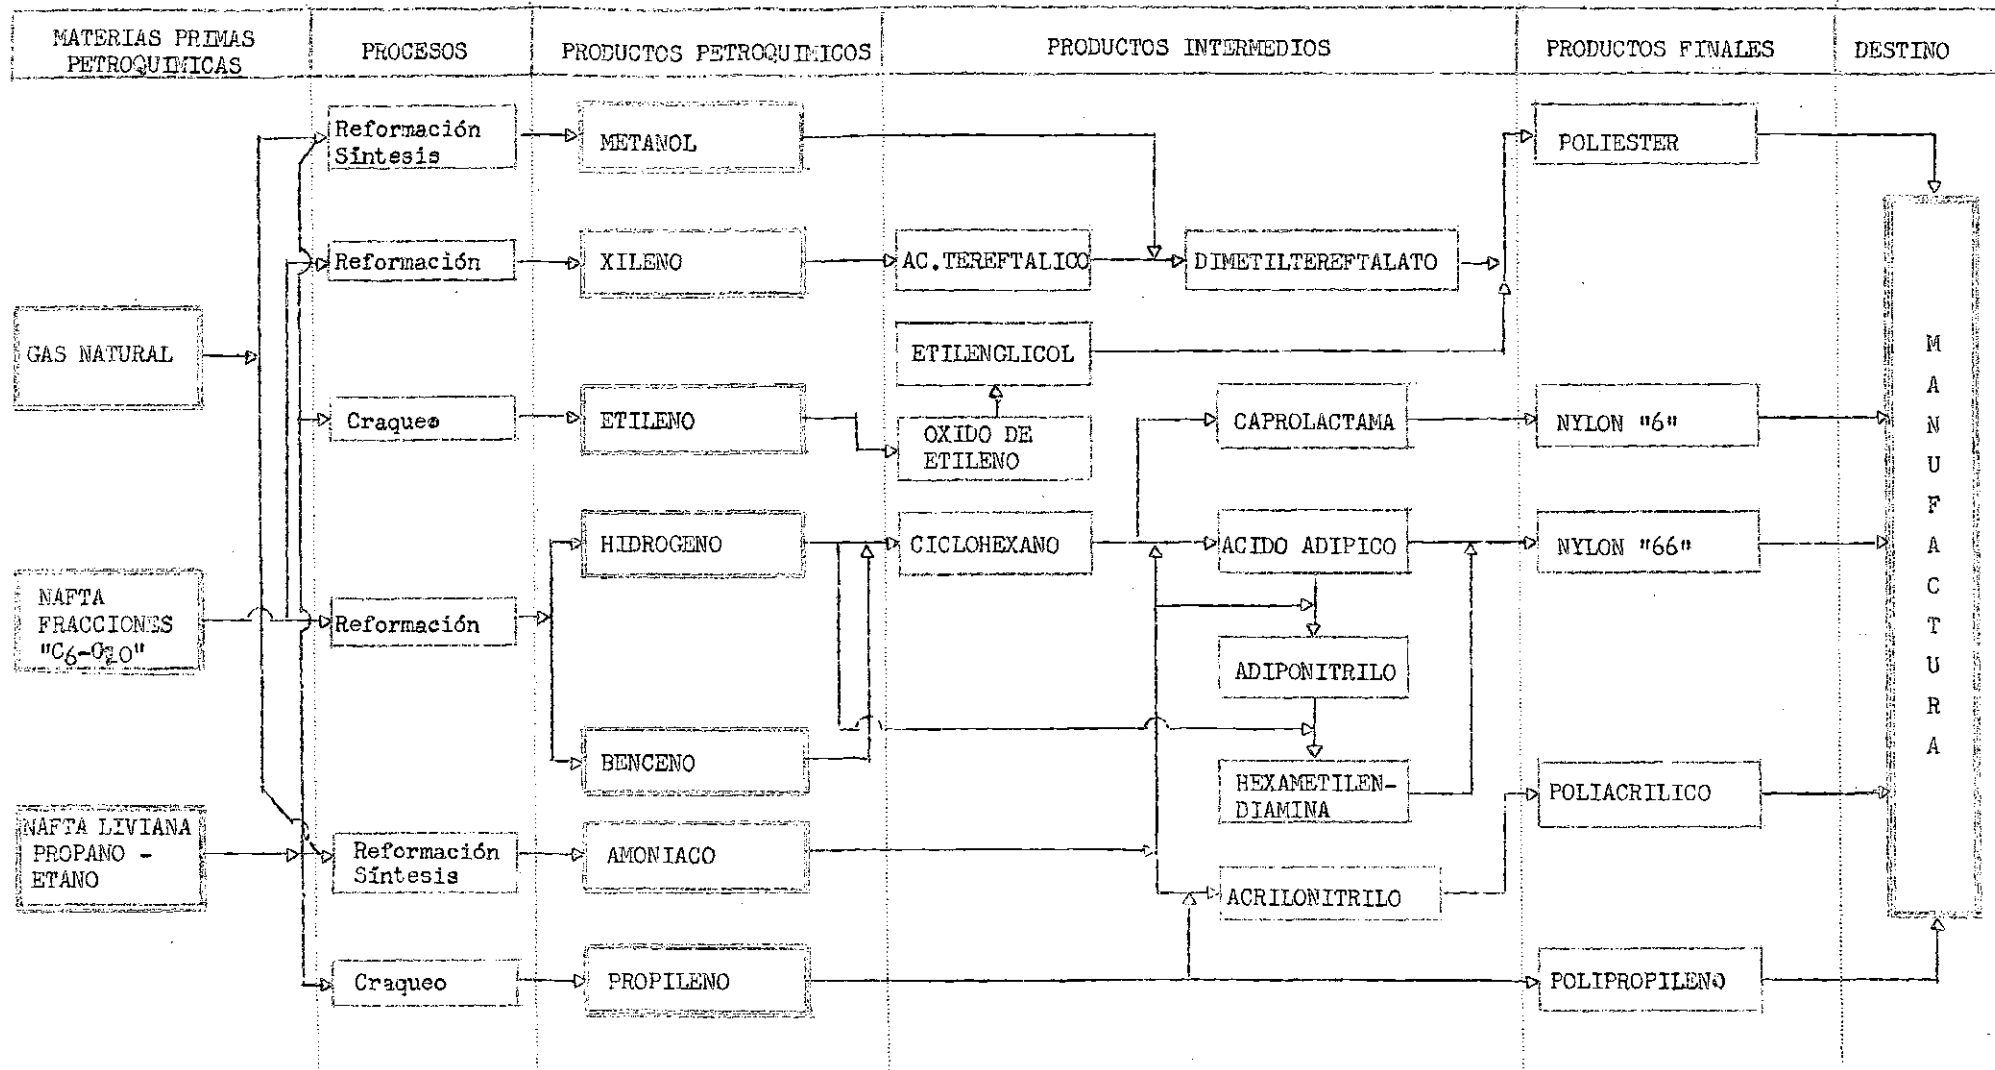 MATERIAS PRIMAS
PETROQUIMICAS
PROCESOS
PRODUCTOS PETROQUIMICOS
PRODUCTOS INTERMEDIOS
PRODUCTOS FINALES
DESTINO
Reformación
Síntesis
METANOL
POLIESTER
Reformación
XILENO
AC.TEREFTALICO
DIMETILTEREFTALATO
GAS NATURAL
ETILENGLICOL
Craqueo
ETILENO
OXIDO DE
ETILENO
CAPROLACTAMA
NYLON "6"
HIDROGENO
CICLOHEXANO
ACIDO ADIPICO
NYLON "66"
NAFTA
FRACCIONES
Reformación
ADIPONITRILO
BENCENO
HEXAMETILEN-
DIAMINA
POLIACRILICO
NAFTA LIVIANA
PROPANO -
ETANO
Reformación
Síntesis
AMONIACO
ACRILONITRILO
Craqueo
PROPILENO
POLIPROPILENO
M
A
N
U
F
A
C
T
U
R
A